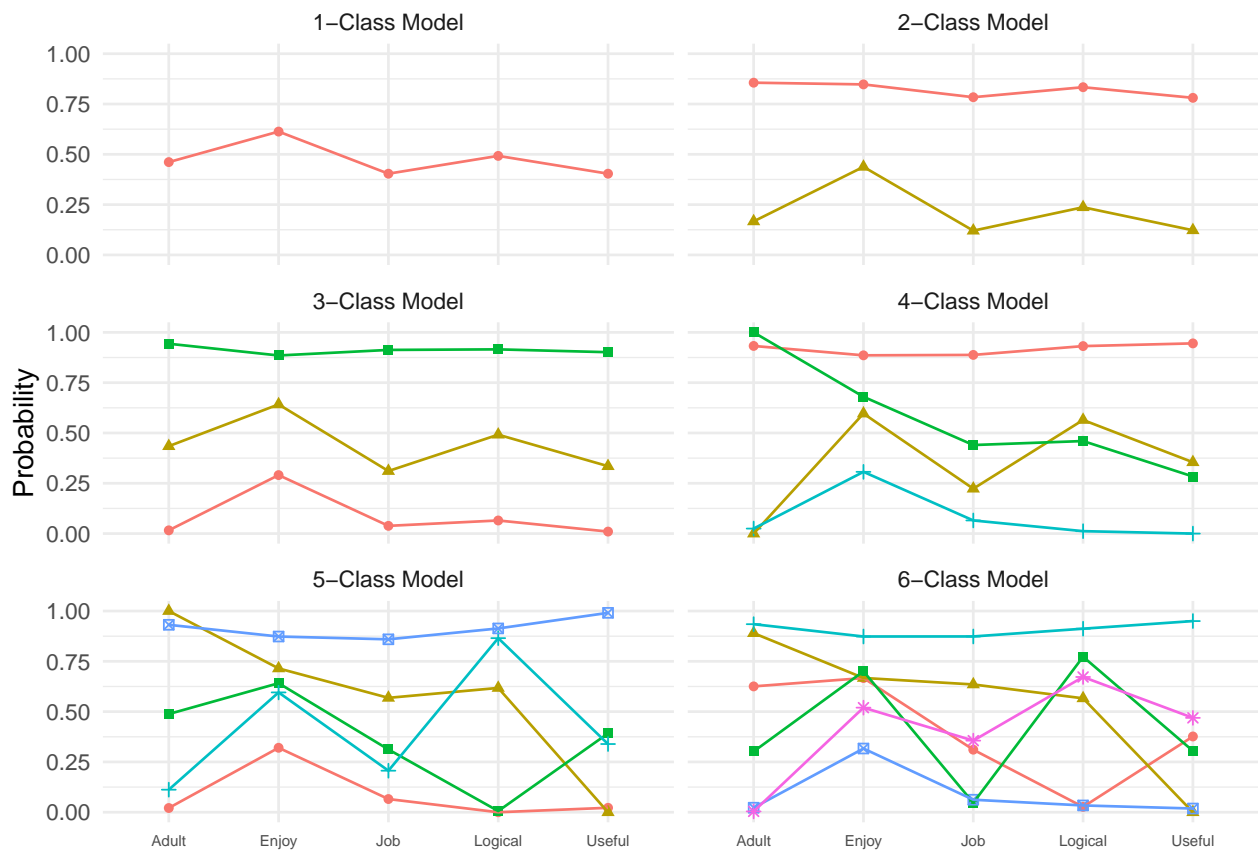 1−Class Model
2−Class Model
1.00
0.75
0.50
0.25
0.00
3−Class Model
4−Class Model
1.00
0.75
0.50
0.25
0.00
Probability
5−Class Model
6−Class Model
1.00
0.75
0.50
0.25
0.00
Adult Enjoy Job Logical Useful
Adult Enjoy Job Logical Useful